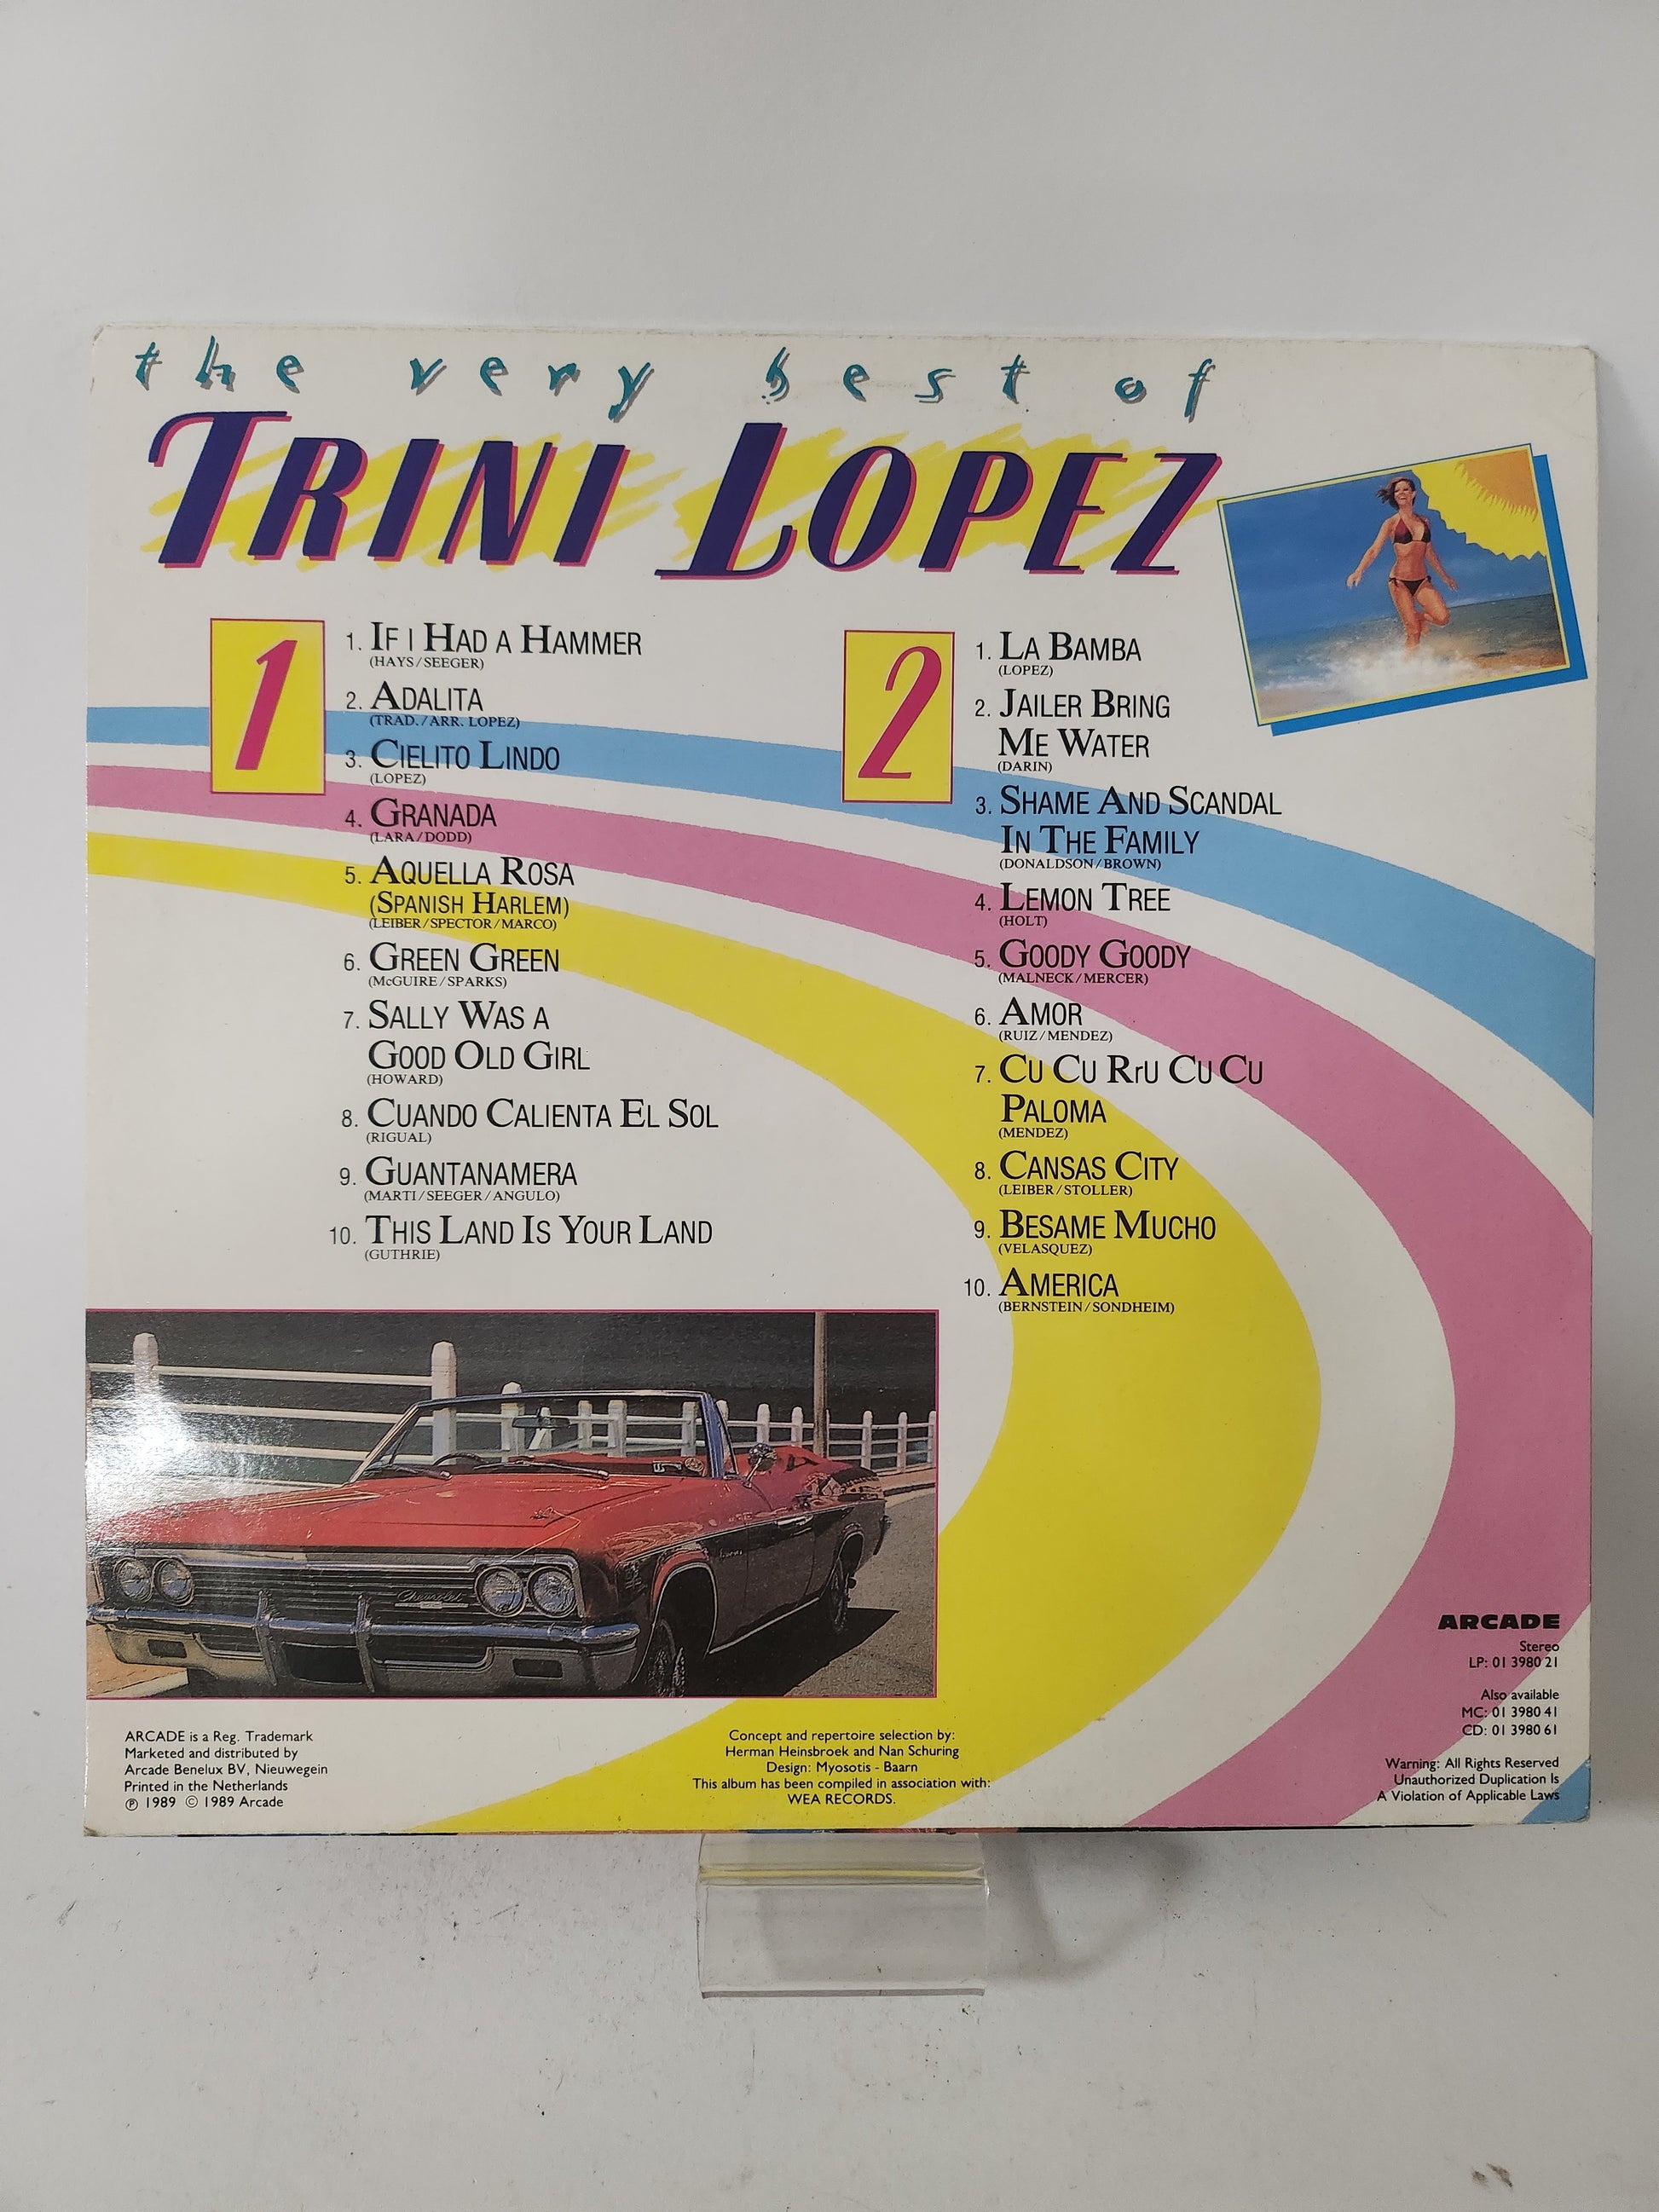 the very best of
TRINI LOPEZ
1
1. IF I HAD A HAMMER
(HAYS/SEEGER)
2. ADALITA
(TRAD./ARR. LOPEZ)
3. CIELITO LINDO
(LOPEZ)
4. GRANADA
(LARA/DODD)
5. AQUELLA ROSA
(SPANISH HARLEM)
(LEIBER/SPECTOR/MARCO)
6. GREEN GREEN
(McGUIRE/SPARKS)
7. SALLY WAS A
GOOD OLD GIRL
(HOWARD)
8. CUANDO CALIENTA EL SOL
(RIGUAL)
9. GUANTANAMERA
(MARTI/SEEGER/ANGULO)
10. THIS LAND IS YOUR LAND
(GUTHRIE)
2
1. LA BAMBA
(LOPEZ)
2. JAILER BRING
ME WATER
(DARIN)
3. SHAME AND SCANDAL
IN THE FAMILY
(DONALDSON/BROWN)
4. LEMON TREE
(HOLT)
5. GOODY GOODY
(MALNECK/MERCER)
6. AMOR
(RUIZ/MENDEZ)
7. CU CU RrU CU CU
PALOMA
(MENDEZ)
8. CANSAS CITY
(LEIBER/STOLLER)
9. BESAME MUCHO
(VELASQUEZ)
10. AMERICA
(BERNSTEIN/SONDHEIM)
Chevrolet
ARCADE is a Reg. Trademark
Marketed and distributed by
Arcade Benelux BV, Nieuwegein
Printed in the Netherlands
℗ 1989 © 1989 Arcade
Concept and repertoire selection by:
Herman Heinsbroek and Nan Schuring
Design: Myosotis - Baarn
This album has been compiled in association with:
WEA RECORDS.
ARCADE
Stereo
LP: 01 3980 21
Also available
MC: 01 3980 41
CD: 01 3980 61
Warning: All Rights Reserved
Unauthorized Duplication Is
A Violation of Applicable Laws